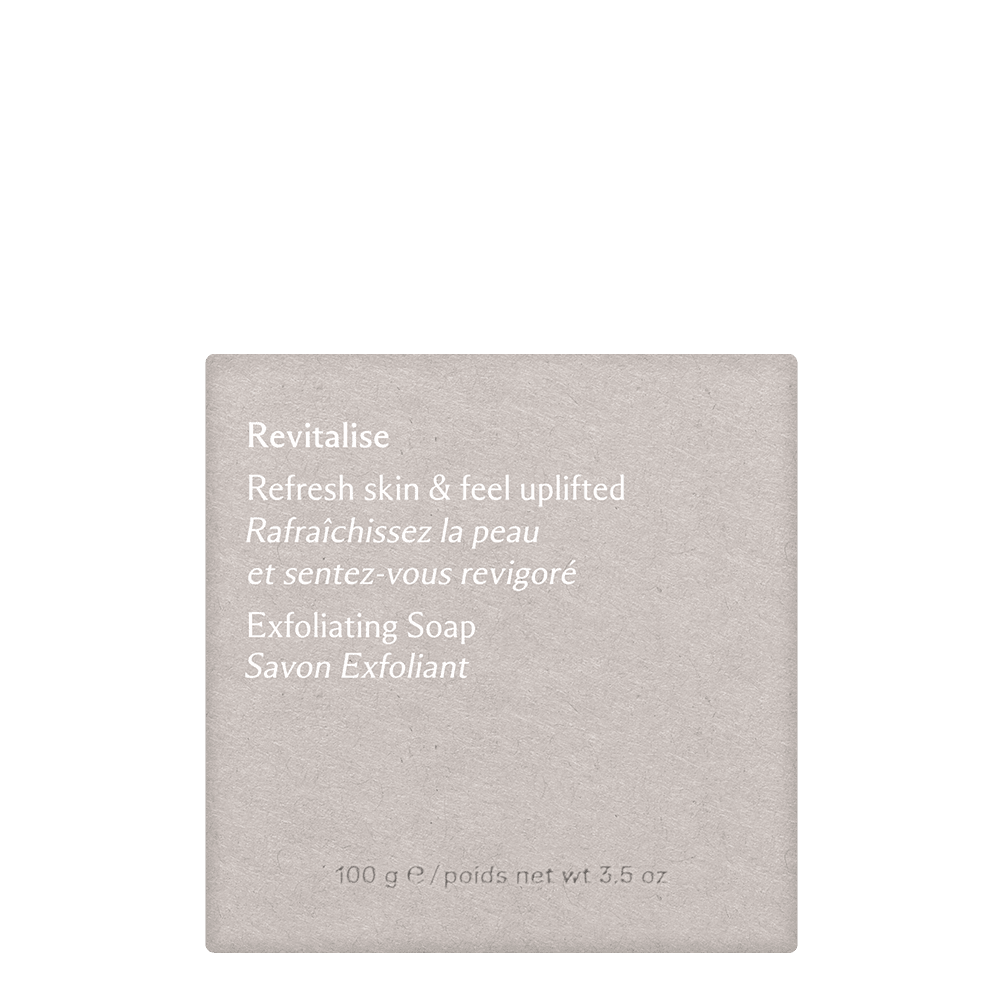 Revitalise
Refresh skin & feel uplifted
Rafraîchissez la peau
et sentez-vous revigoré
Exfoliating Soap
Savon Exfoliant
100 g ℮ / poids net wt 3.5 oz